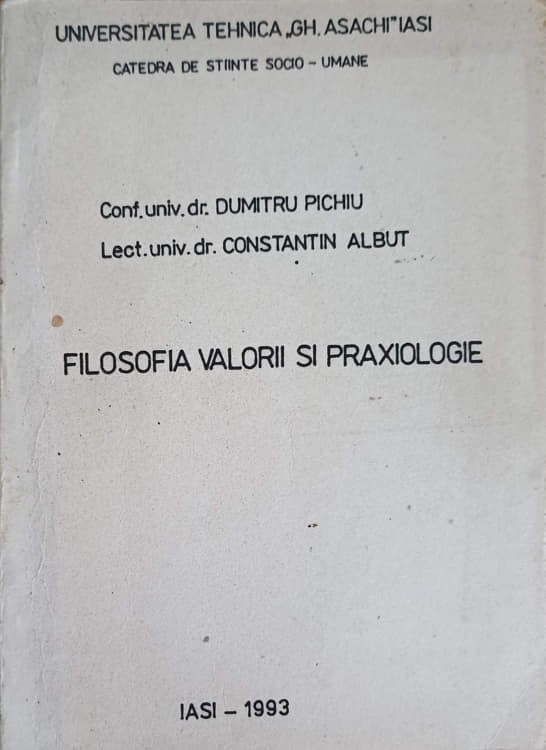 UNIVERSITATEA TEHNICA „GH. ASACHI" IASI
CATEDRA DE STIINTE SOCIO - UMANE
Conf.univ.dr. DUMITRU PICHIU
Lect.univ.dr. CONSTANTIN ALBUT
FILOSOFIA VALORII SI PRAXIOLOGIE
IASI - 1993